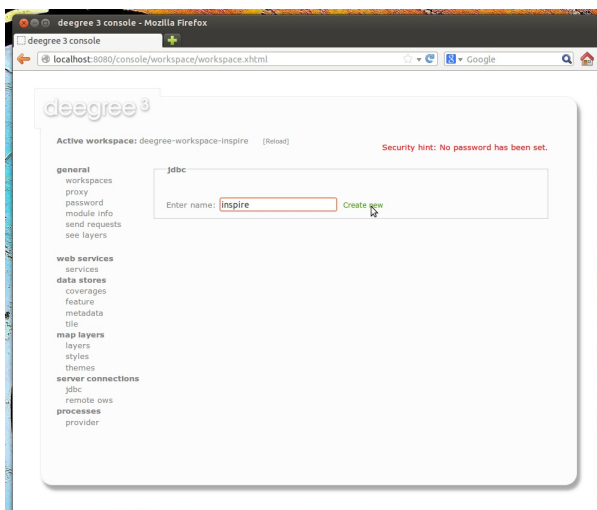 deegree 3 console - Mozilla Firefox
deegree 3 console
localhost:8080/console/workspace/workspace.xhtml
Google
deegree 3
Active workspace: deegree-workspace-inspire [Reload]
Security hint: No password has been set.
general
workspaces
proxy
password
module info
send requests
see layers
web services
services
data stores
coverages
feature
metadata
tile
map layers
layers
styles
themes
server connections
jdbc
remote ows
processes
provider
jdbc
Enter name: inspire Create new